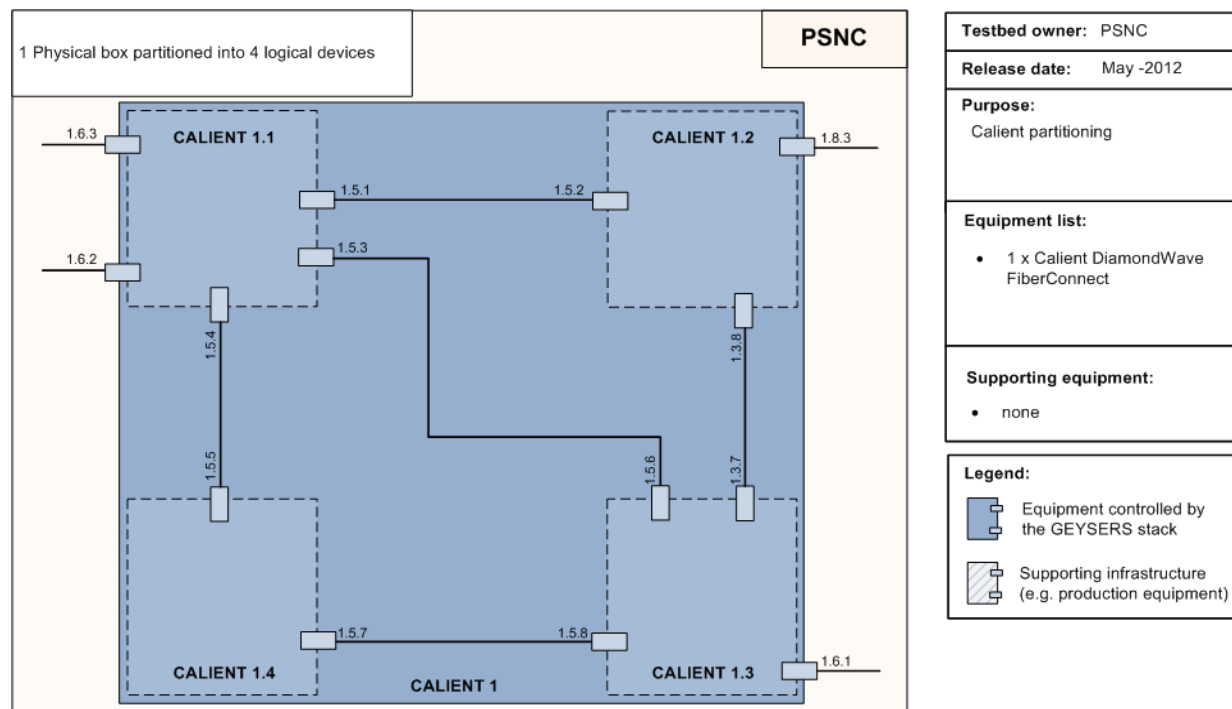 1 Physical box partitioned into 4 logical devices
PSNC
CALIENT 1.1
CALIENT 1.2
1.6.3
1.8.3
1.5.1
1.5.2
1.5.3
1.6.2
1.5.4
1.3.8
1.5.5
1.5.6
1.3.7
1.5.7
1.5.8
1.6.1
CALIENT 1.4
CALIENT 1
CALIENT 1.3
Testbed owner: PSNC
Release date: May -2012
Purpose:
Calient partitioning
Equipment list:
• 1 x Calient DiamondWave
FiberConnect
Supporting equipment:
• none
Legend:
Equipment controlled by
the GEYSERS stack
Supporting infrastructure
(e.g. production equipment)